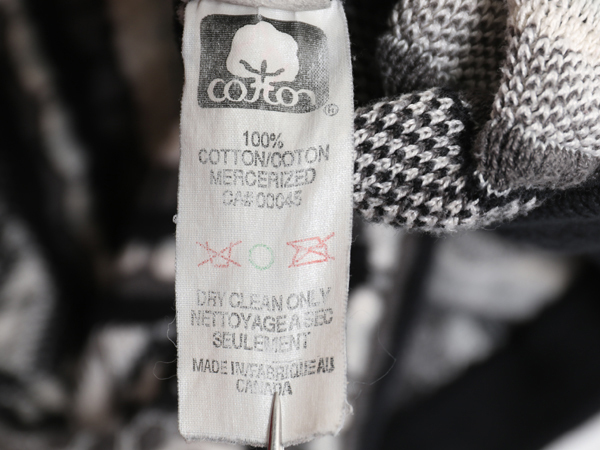 cotton
®
100%
COTTON/COTON
MERCERIZED
CA# 00045
DRY CLEAN ONLY
NETTOYAGE A SEC
SEULEMENT
MADE IN/FABRIQUE AU
CANADA